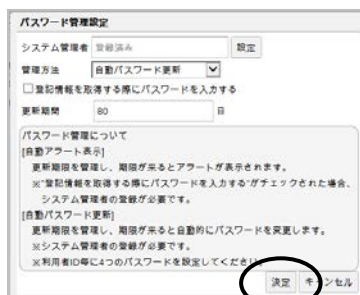 パスワード管理設定
システム管理者 登録済み 設定
管理方法 自動パスワード更新
登記情報を取得する際にパスワードを入力する
更新期間 80 日
パスワード管理について
[自動アラート表示]
更新期限を管理し、期限が来るとアラートが表示されます。
※"登記情報を取得する際にパスワードを入力する"がチェックされた場合、
システム管理者の登録が必要です。
[自動パスワード更新]
更新期限を管理し、期限が来ると自動的にパスワードを変更します。
※システム管理者の登録が必要です。
※利用者ID毎に4つのパスワードを設定してください。
決定 キャンセル